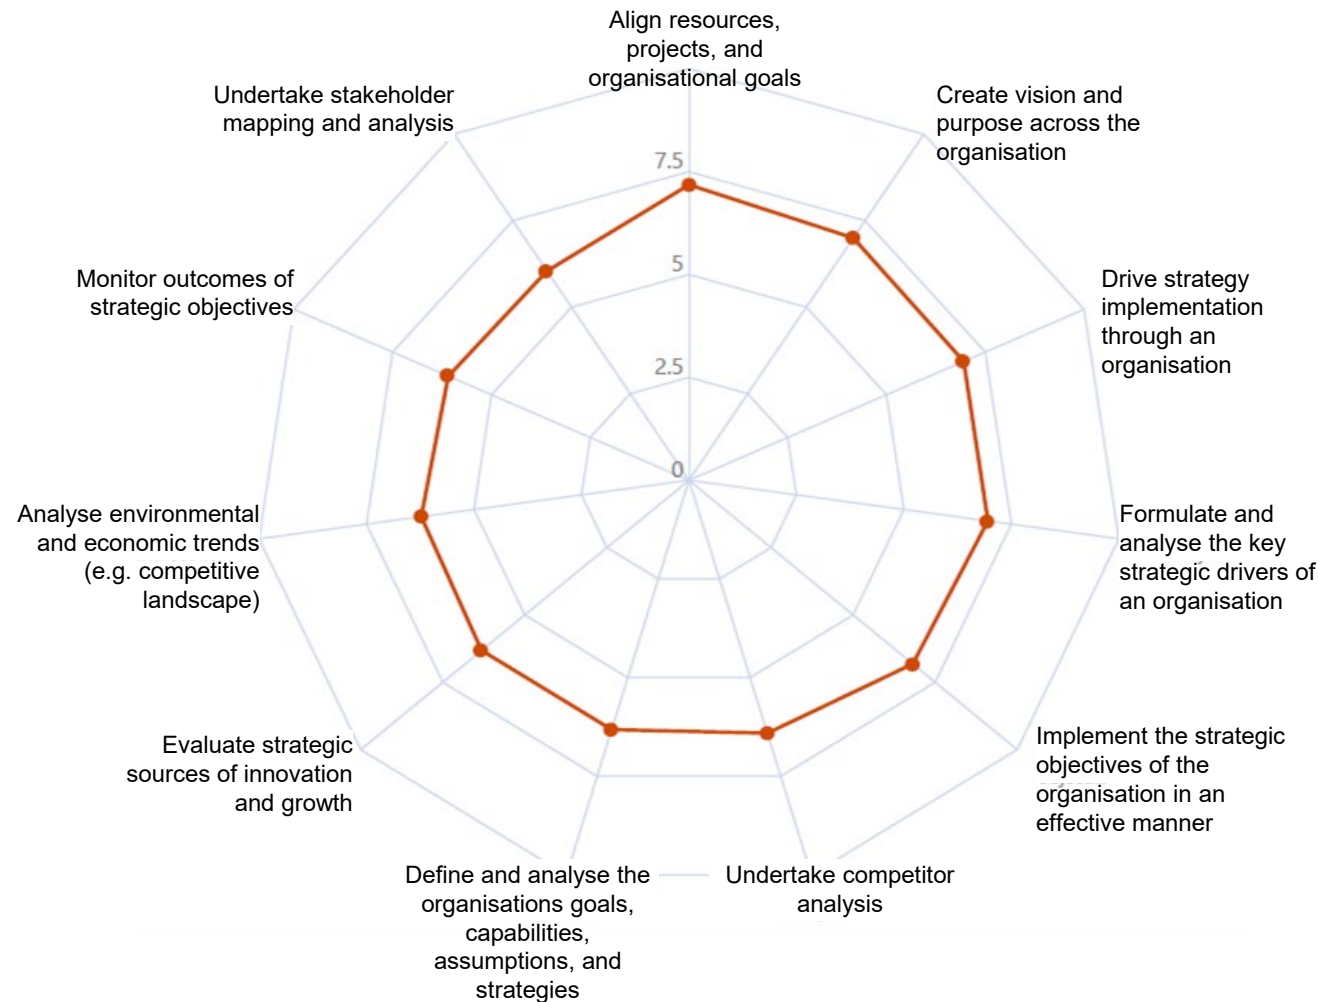 Align resources,
projects, and
organisational goals
Create vision and
purpose across the
organisation
Drive strategy
implementation
through an
organisation
Formulate and
analyse the key
strategic drivers of
an organisation
Implement the strategic
objectives of the
organisation in an
effective manner
Undertake competitor
analysis
Define and analyse the
organisations goals,
capabilities,
assumptions, and
strategies
Evaluate strategic
sources of innovation
and growth
Analyse environmental
and economic trends
(e.g. competitive
landscape)
Monitor outcomes of
strategic objectives
Undertake stakeholder
mapping and analysis
7.5
5
2.5
0